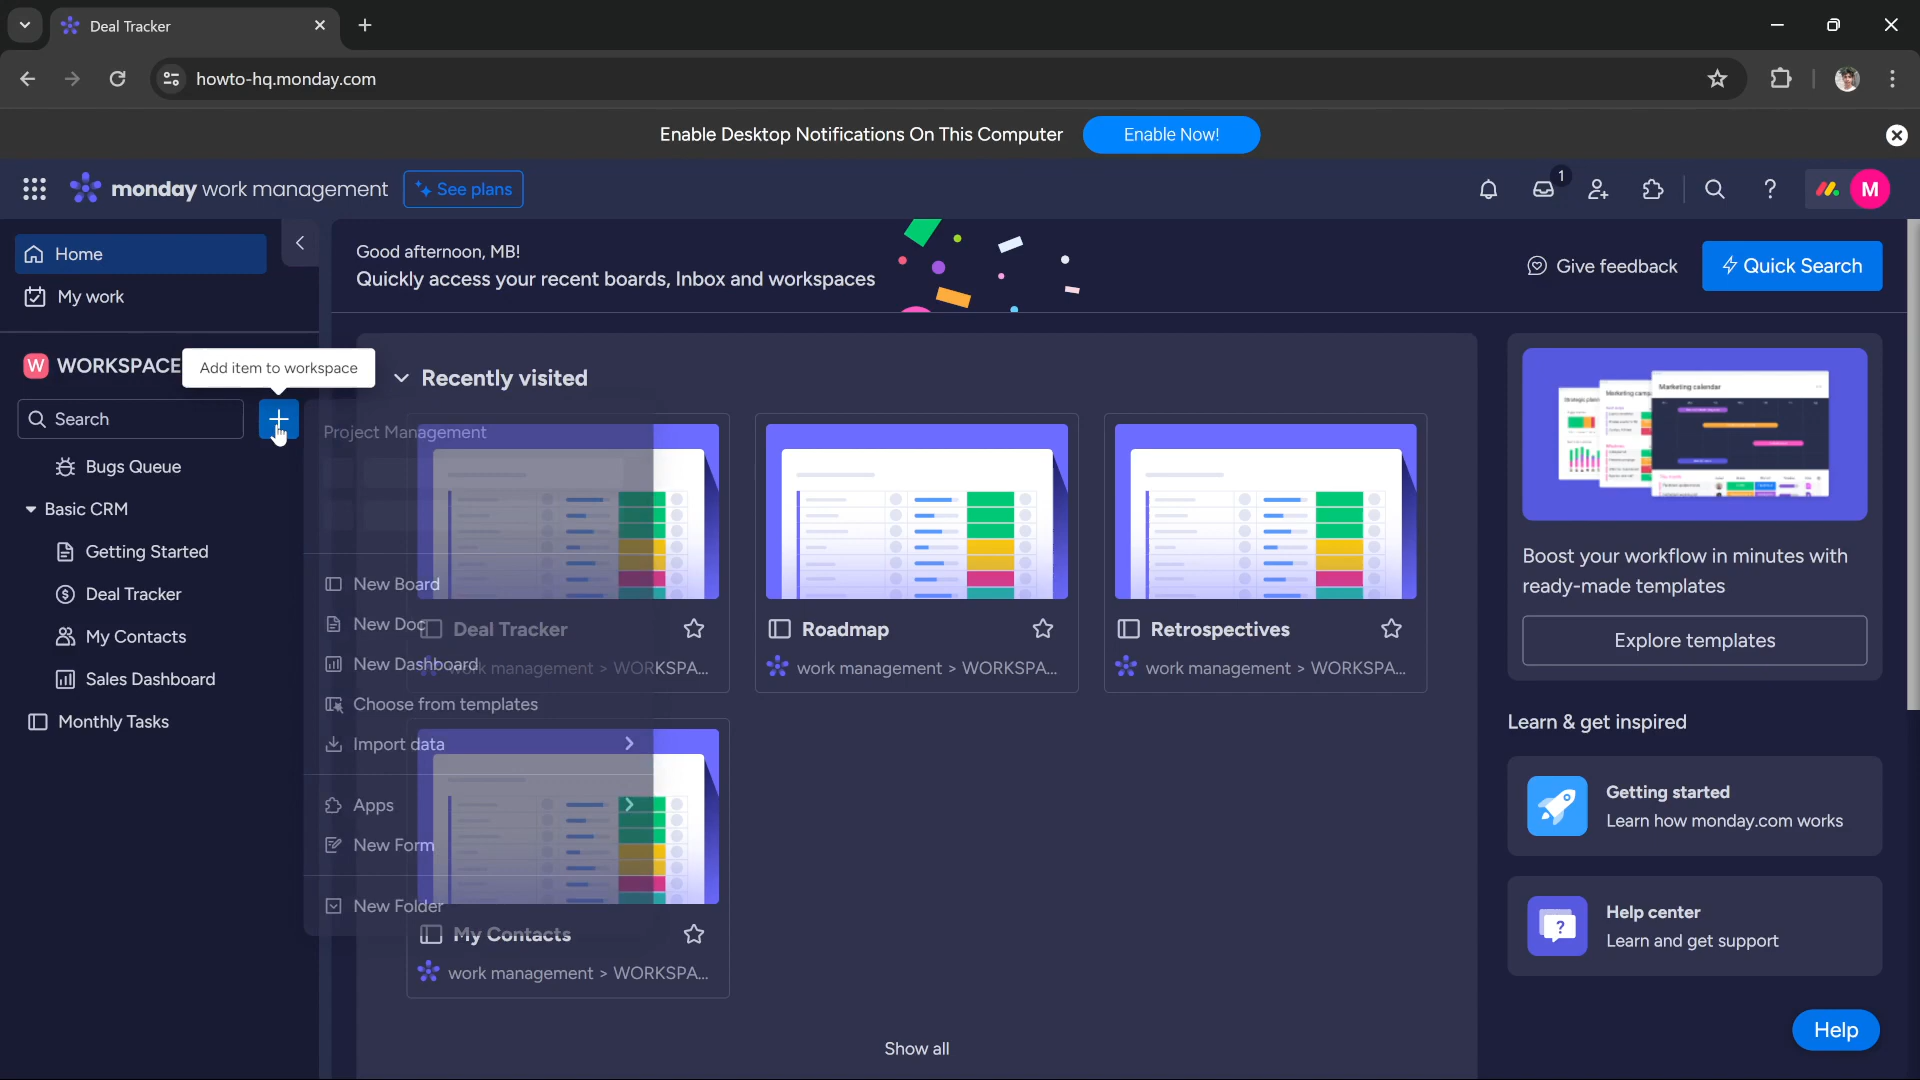 Deal Tracker
howto-hq.monday.com
Enable Desktop Notifications On This Computer
Enable Now!
monday work management
See plans
1
M
Home
My work
Good afternoon, MB!
Quickly access your recent boards, Inbox and workspaces
Give feedback
Quick Search
W WORKSPACE
Add item to workspace
Search
Bugs Queue
Basic CRM
Getting Started
Deal Tracker
My Contacts
Sales Dashboard
Monthly Tasks
Project Management
New Board
New Doc
New Dashboard
Choose from templates
Import data
Apps
New Form
New Folder
Recently visited
Deal Tracker
work management > WORKSPA...
Roadmap
work management > WORKSPA...
Retrospectives
work management > WORKSPA...
My Contacts
work management > WORKSPA...
Show all
Marketing calendar
Boost your workflow in minutes with
ready-made templates
Explore templates
Learn & get inspired
Getting started
Learn how monday.com works
Help center
Learn and get support
Help